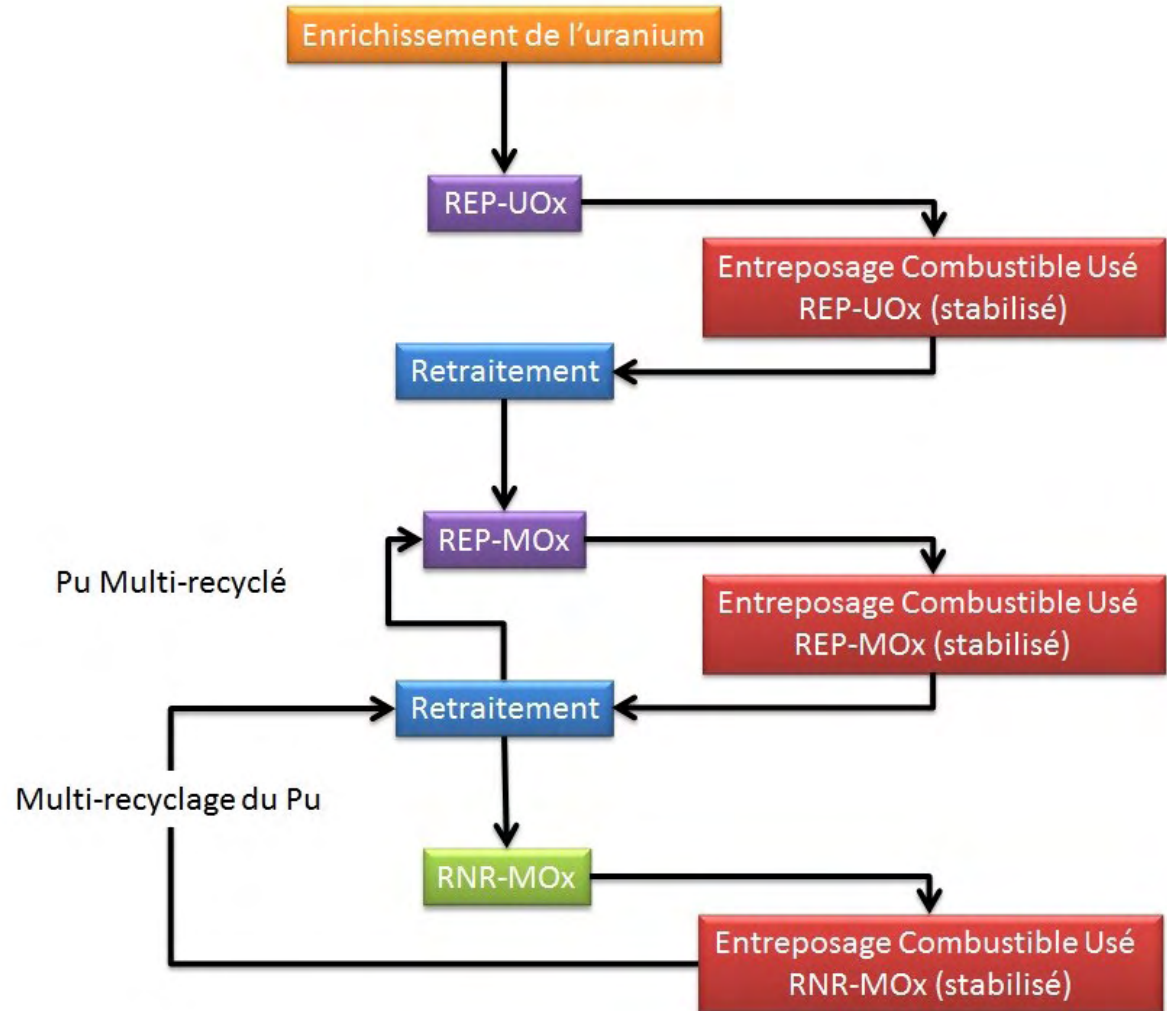 Enrichissement de l’uranium
REP-UOx
Entreposage Combustible Usé
REP-UOx (stabilisé)
Retraitement
REP-MOx
Pu Multi-recyclé
Entreposage Combustible Usé
REP-MOx (stabilisé)
Retraitement
Multi-recyclage du Pu
RNR-MOx
Entreposage Combustible Usé
RNR-MOx (stabilisé)